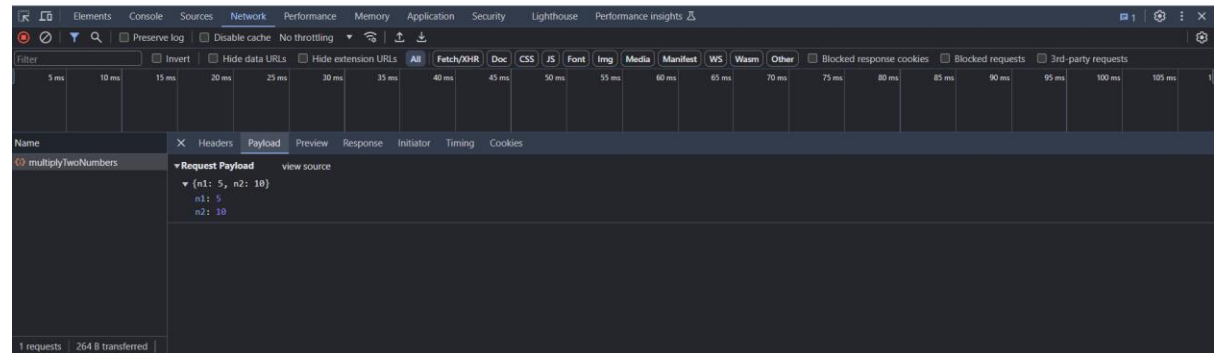 Elements Console Sources Network Performance Memory Application Security Lighthouse Performance insights 1
Preserve log Disable cache No throttling
Filter Invert Hide data URLs Hide extension URLs All Fetch/XHR Doc CSS JS Font Img Media Manifest WS Wasm Other Blocked response cookies Blocked requests 3rd-party requests
5 ms 10 ms 15 ms 20 ms 25 ms 30 ms 35 ms 40 ms 45 ms 50 ms 55 ms 60 ms 65 ms 70 ms 75 ms 80 ms 85 ms 90 ms 95 ms 100 ms 105 ms 1
Name Headers Payload Preview Response Initiator Timing Cookies
multiplyTwoNumbers Request Payload view source
{n1: 5, n2: 10}
n1: 5
n2: 10
1 requests 264 B transferred